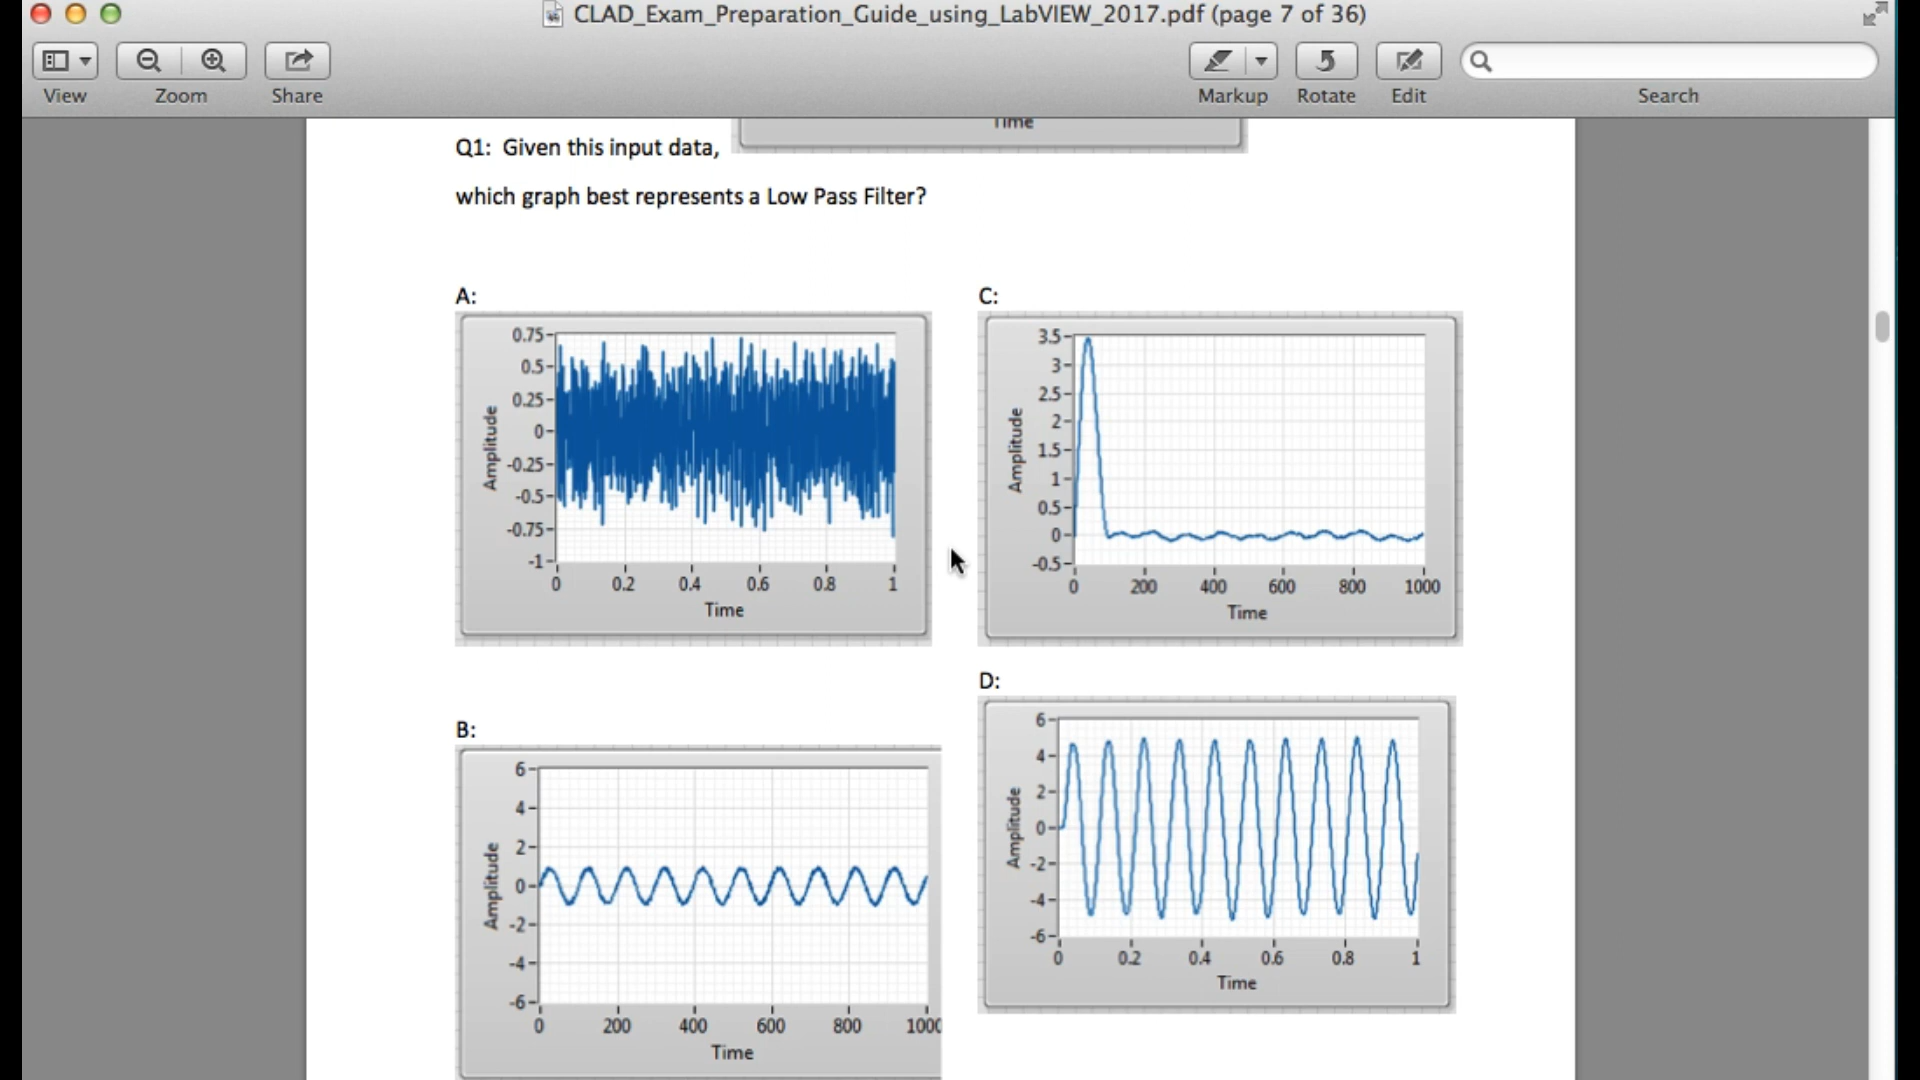 CLAD_Exam_Preparation_Guide_using_LabVIEW_2017.pdf (page 7 of 36)
View Zoom Share Markup Rotate Edit Search
Time
Q1: Given this input data,
which graph best represents a Low Pass Filter?
A:
Amplitude
0.75
0.5
0.25
0
-0.25
-0.5
-0.75
-1
0 0.2 0.4 0.6 0.8 1
Time
C:
Amplitude
3.5
3
2.5
2
1.5
1
0.5
0
-0.5
0 200 400 600 800 1000
Time
B:
Amplitude
6
4
2
0
-2
-4
-6
0 200 400 600 800 1000
Time
D:
Amplitude
6
4
2
0
-2
-4
-6
0 0.2 0.4 0.6 0.8 1
Time